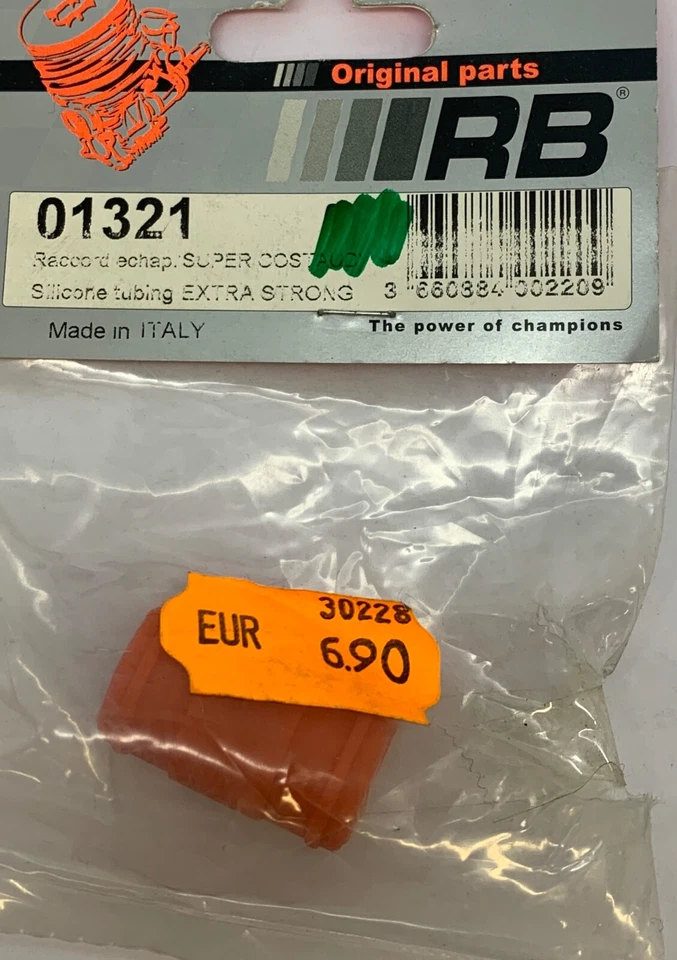 Original parts
RB®
01321
Raccord echap. SUPER COSTAUD
Silicone tubing EXTRA STRONG
3 660384 002209
Made in ITALY
The power of champions
30228
EUR 6.90